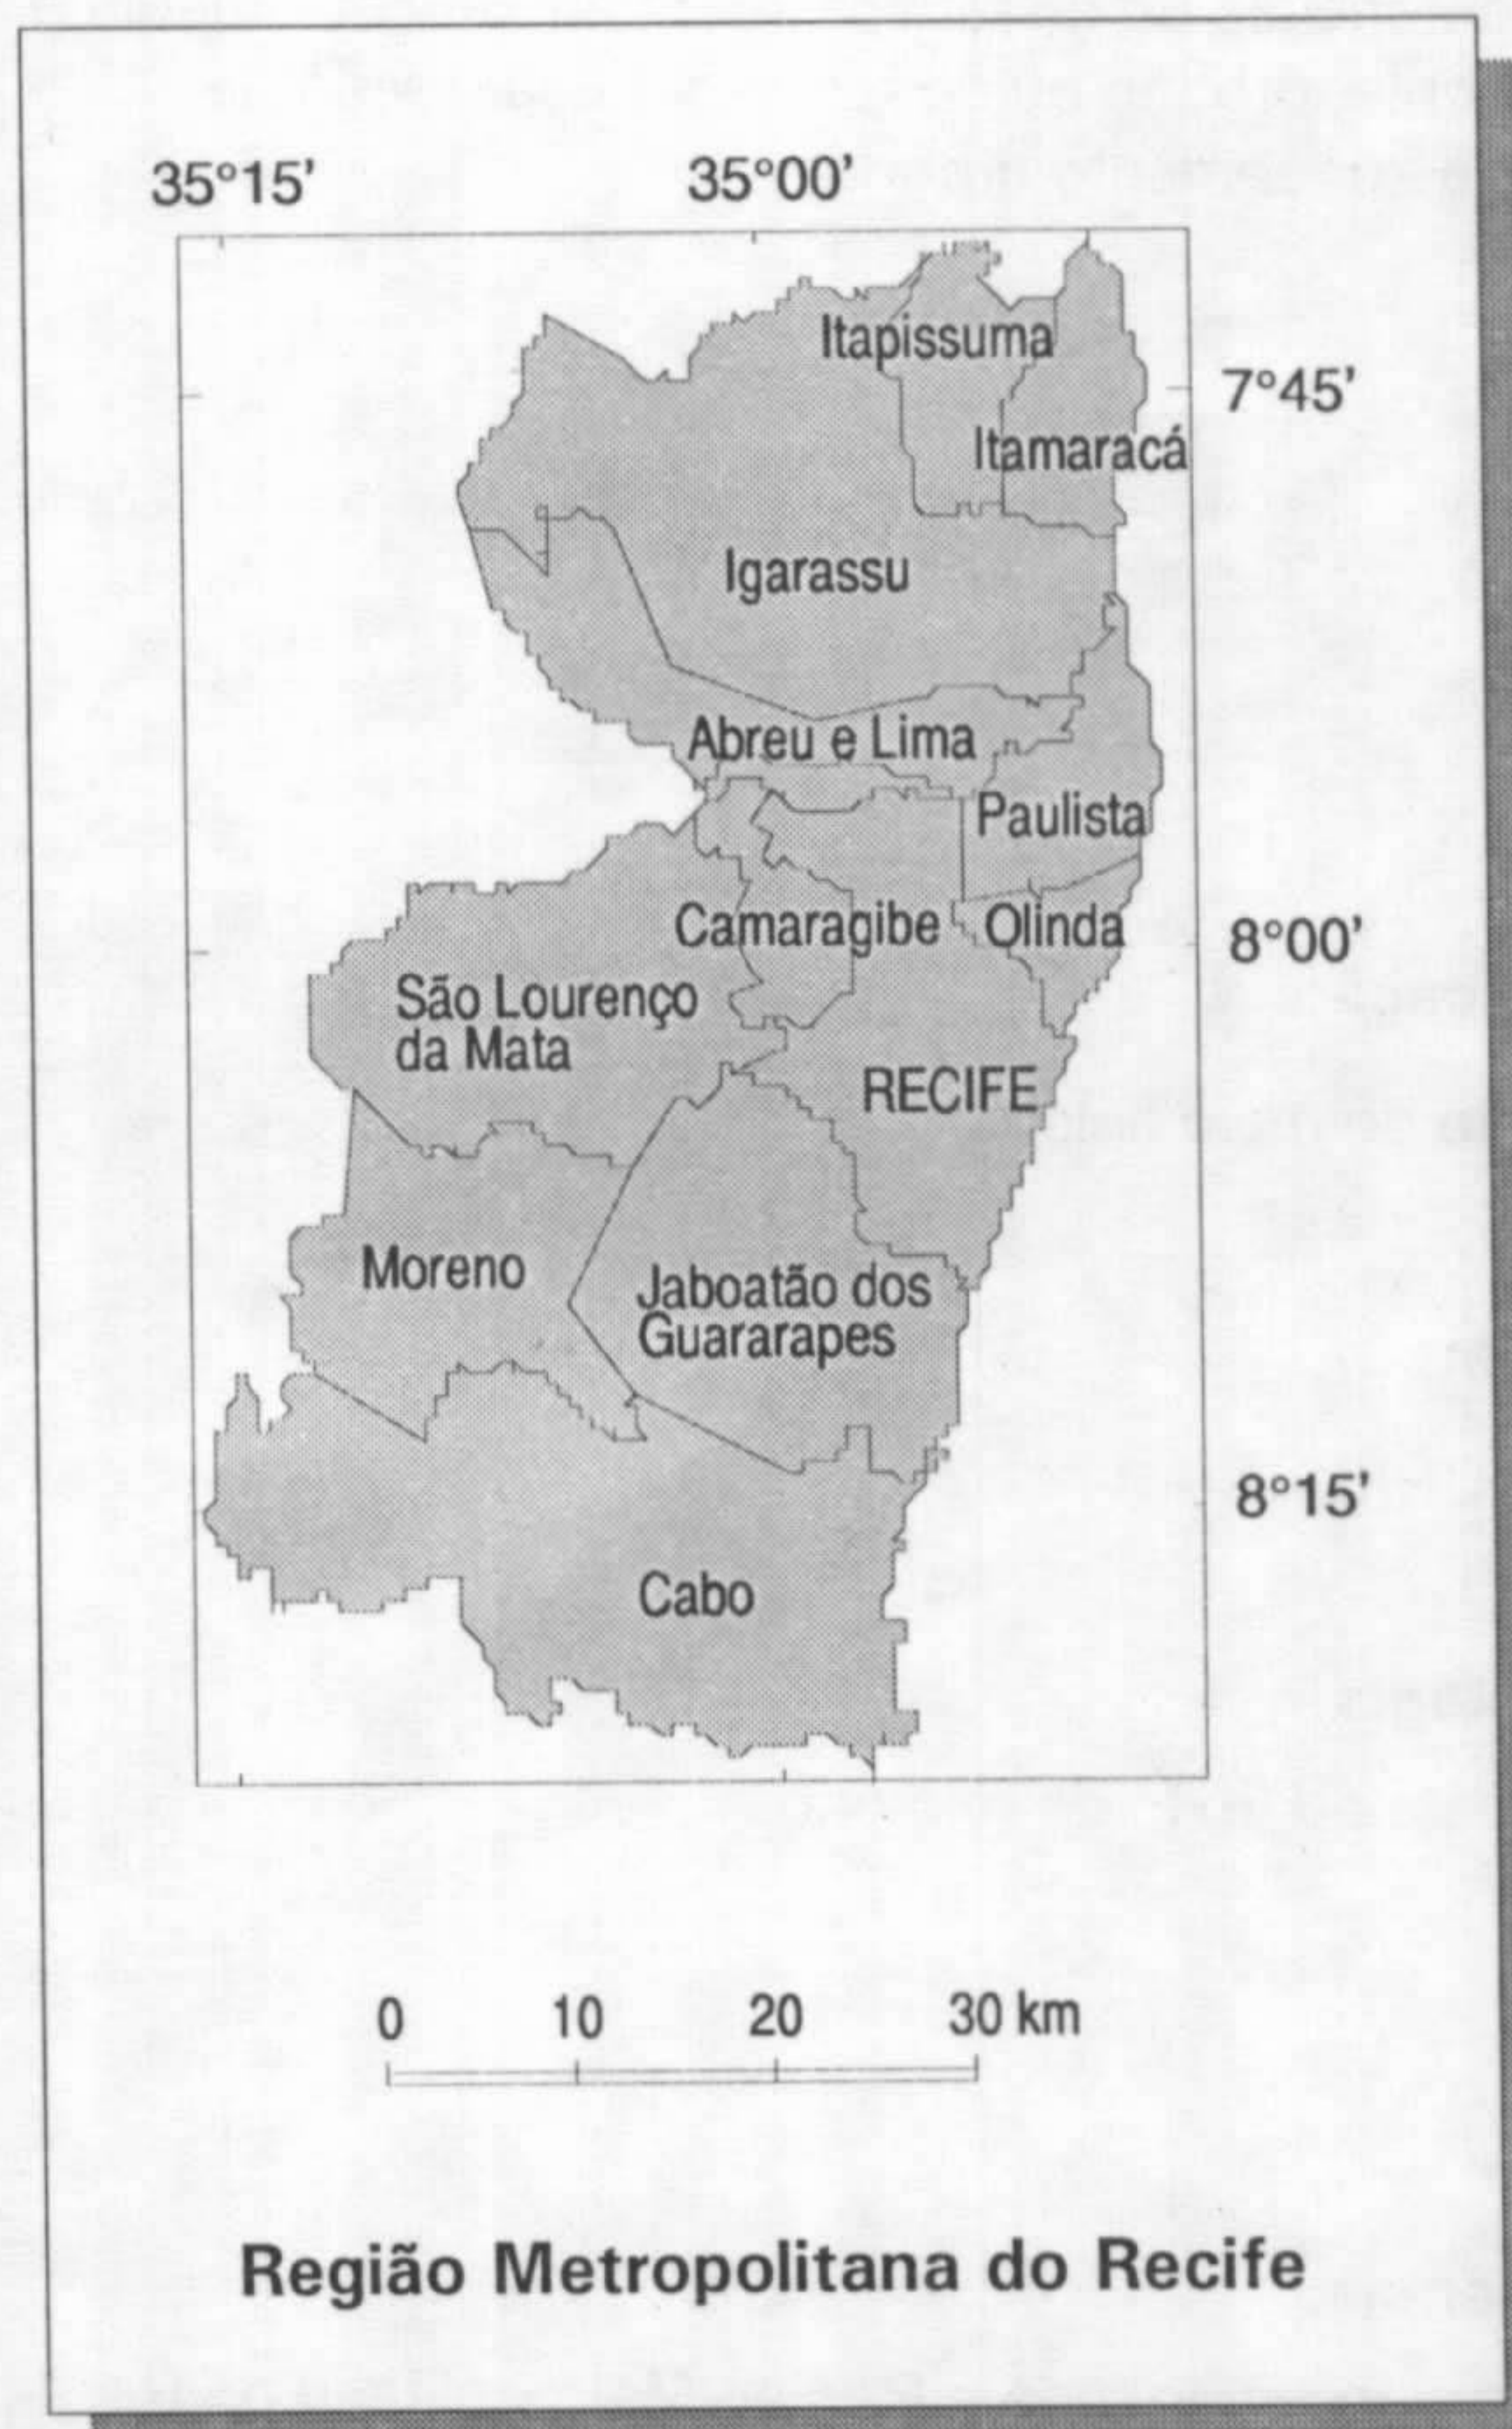 35°15'
35°00'
Itapissuma
7°45'
Itamaracá
Igarassu
Abreu e Lima
Paulista
Camaragibe
Olinda
8°00'
São Lourenço
da Mata
RECIFE
Moreno
Jaboatão dos
Guararapes
8°15'
Cabo
0 10 20 30 km
Região Metropolitana do Recife